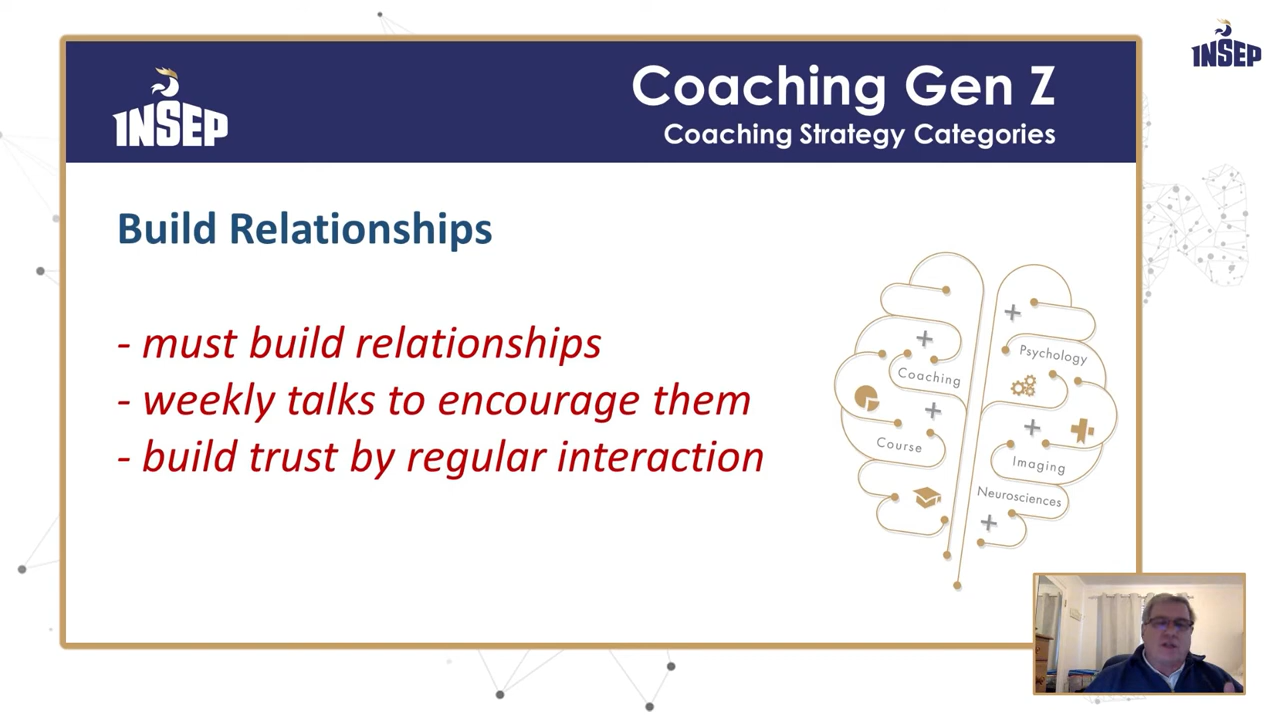 INSEP
INSEP
Coaching Gen Z
Coaching Strategy Categories
Build Relationships
- must build relationships
- weekly talks to encourage them
- build trust by regular interaction
Coaching
Psychology
Course
Imaging
Neurosciences